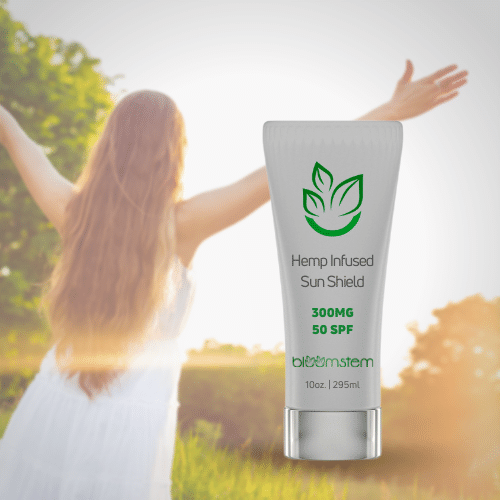 Hemp Infused
Sun Shield
300MG
50 SPF
bloomstem
10oz. | 295ml